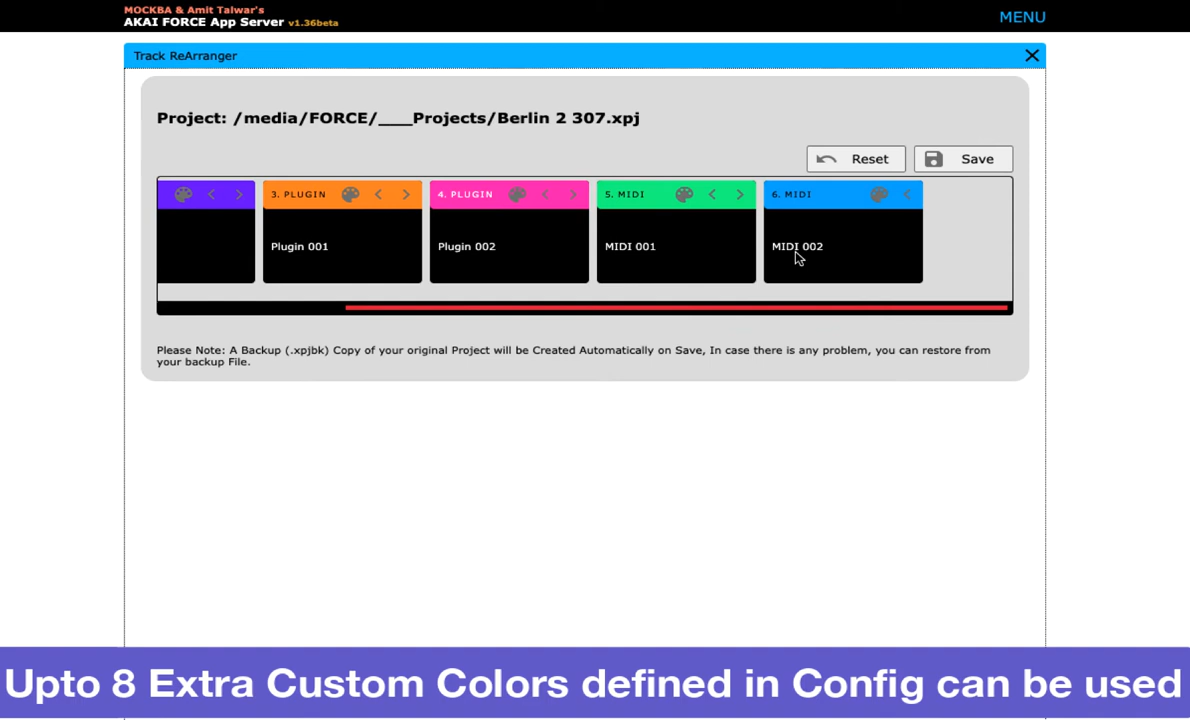 MOCKBA & Amit Talwar's
AKAI FORCE App Server v1.36beta
MENU
Track ReArranger
Project: /media/FORCE/___Projects/Berlin 2 307.xpj
Reset
Save
3. PLUGIN
4. PLUGIN
5. MIDI
6. MIDI
Plugin 001
Plugin 002
MIDI 001
MIDI 002
Please Note: A Backup (.xpjbk) Copy of your original Project will be Created Automatically on Save, In case there is any problem, you can restore from
your backup File.
Upto 8 Extra Custom Colors defined in Config can be used